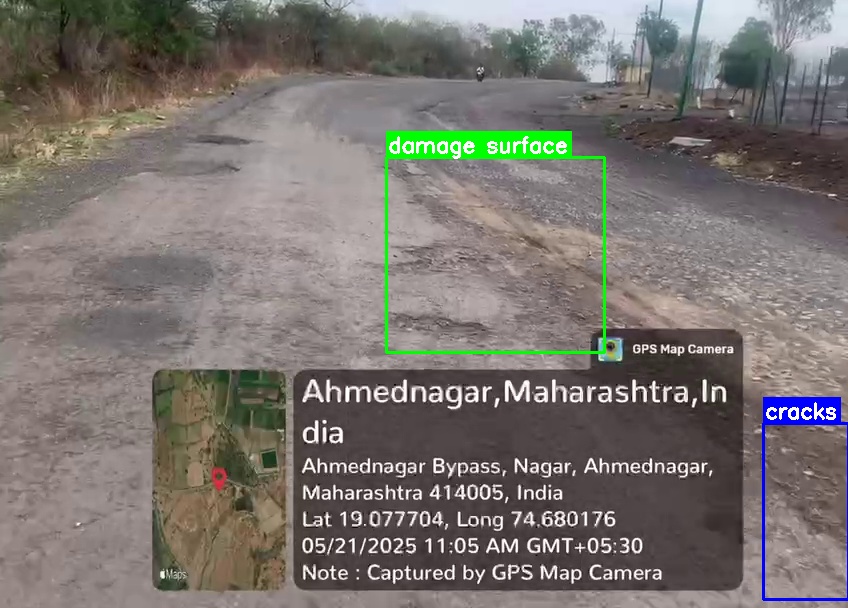 damage surface
GPS Map Camera
cracks
Ahmednagar,Maharashtra,In
dia
Ahmednagar Bypass, Nagar, Ahmednagar,
Maharashtra 414005, India
Lat 19.077704, Long 74.680176
05/21/2025 11:05 AM GMT+05:30
Note : Captured by GPS Map Camera
Maps